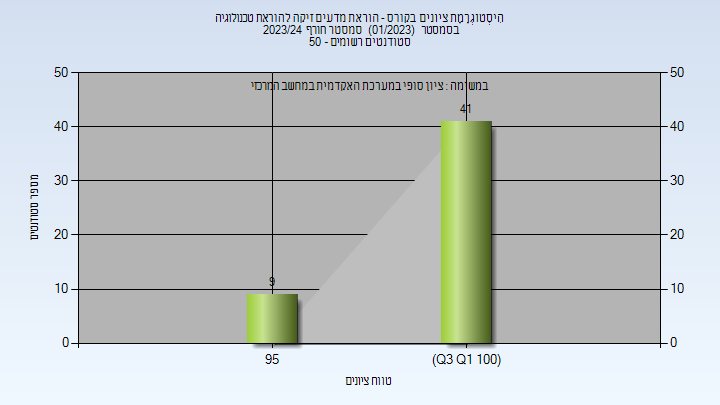 היסטוגרמת ציונים בקורס - הוראת מדעים זיקה להוראת טכנולוגיה
בסמסטר (01/2023) סמסטר חורף 2023/24
סטודנטים רשומים - 50
במשימה : ציון סופי במערכת האקדמית במחשב המרכזי
50
40
30
20
10
0
50
40
30
20
10
0
מספר סטודנטים
9
41
95
(Q3 Q1 100)
טווח ציונים